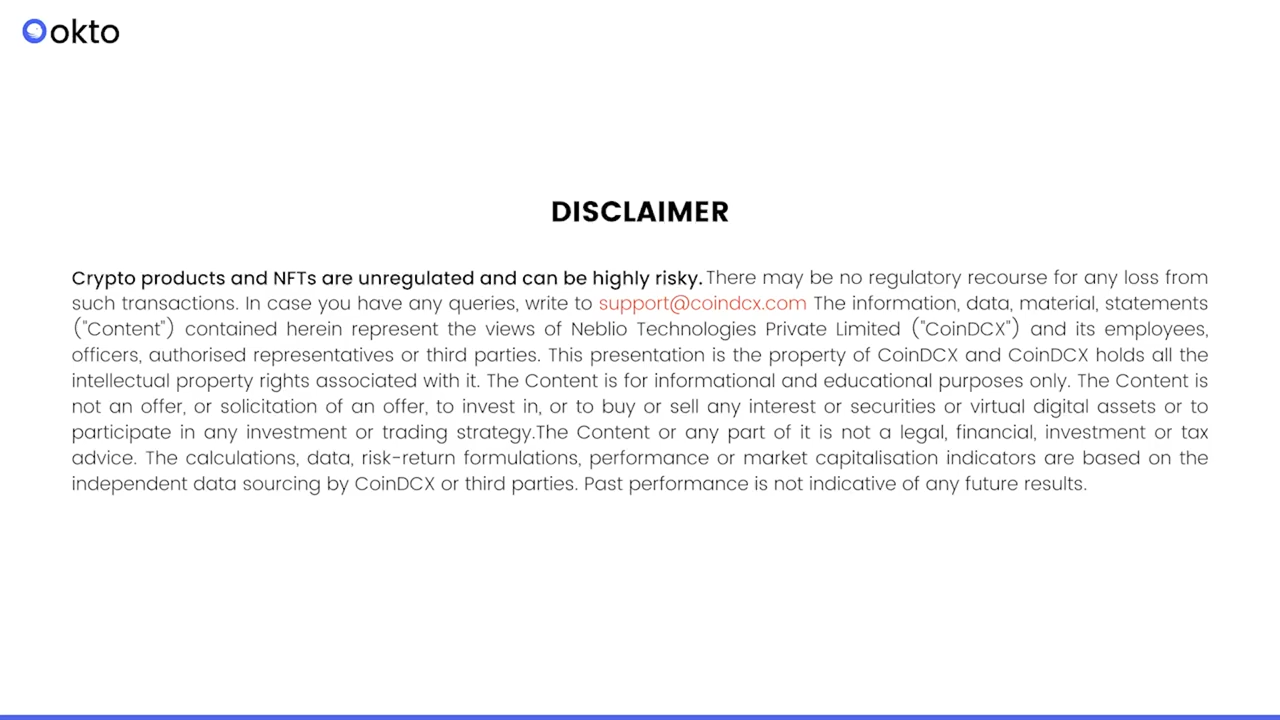 okto
DISCLAIMER
Crypto products and NFTs are unregulated and can be highly risky. There may be no regulatory recourse for any loss from
such transactions. In case you have any queries, write to support@coindcx.com The information, data, material, statements
("Content") contained herein represent the views of Neblio Technologies Private Limited ("CoinDCX") and its employees,
officers, authorised representatives or third parties. This presentation is the property of CoinDCX and CoinDCX holds all the
intellectual property rights associated with it. The Content is for informational and educational purposes only. The Content is
not an offer, or solicitation of an offer, to invest in, or to buy or sell any interest or securities or virtual digital assets or to
participate in any investment or trading strategy.The Content or any part of it is not a legal, financial, investment or tax
advice. The calculations, data, risk-return formulations, performance or market capitalisation indicators are based on the
independent data sourcing by CoinDCX or third parties. Past performance is not indicative of any future results.